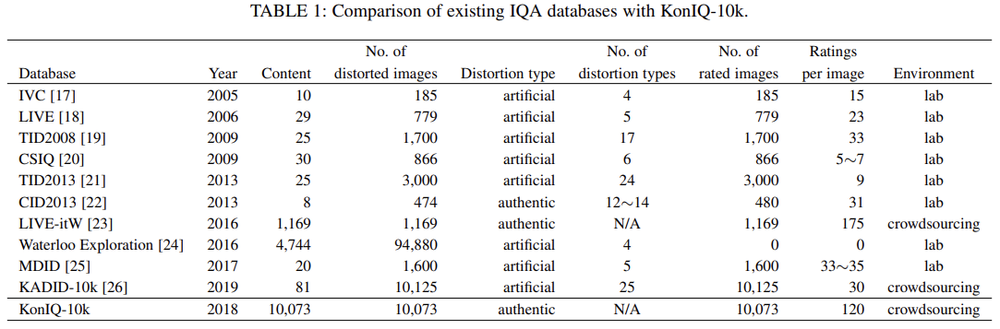 TABLE 1: Comparison of existing IQA databases with KonIQ-10k.
No. of No. of No. of Ratings
Database Year Content distorted images Distortion type distortion types rated images per image Environment
IVC [17] 2005 10 185 artificial 4 185 15 lab
LIVE [18] 2006 29 779 artificial 5 779 23 lab
TID2008 [19] 2009 25 1,700 artificial 17 1,700 33 lab
CSIQ [20] 2009 30 866 artificial 6 866 5∼7 lab
TID2013 [21] 2013 25 3,000 artificial 24 3,000 9 lab
CID2013 [22] 2013 8 474 authentic 12∼14 480 31 lab
LIVE-itW [23] 2016 1,169 1,169 authentic N/A 1,169 175 crowdsourcing
Waterloo Exploration [24] 2016 4,744 94,880 artificial 4 0 0 lab
MDID [25] 2017 20 1,600 artificial 5 1,600 33∼35 lab
KADID-10k [26] 2019 81 10,125 artificial 25 10,125 30 crowdsourcing
KonIQ-10k 2018 10,073 10,073 authentic N/A 10,073 120 crowdsourcing